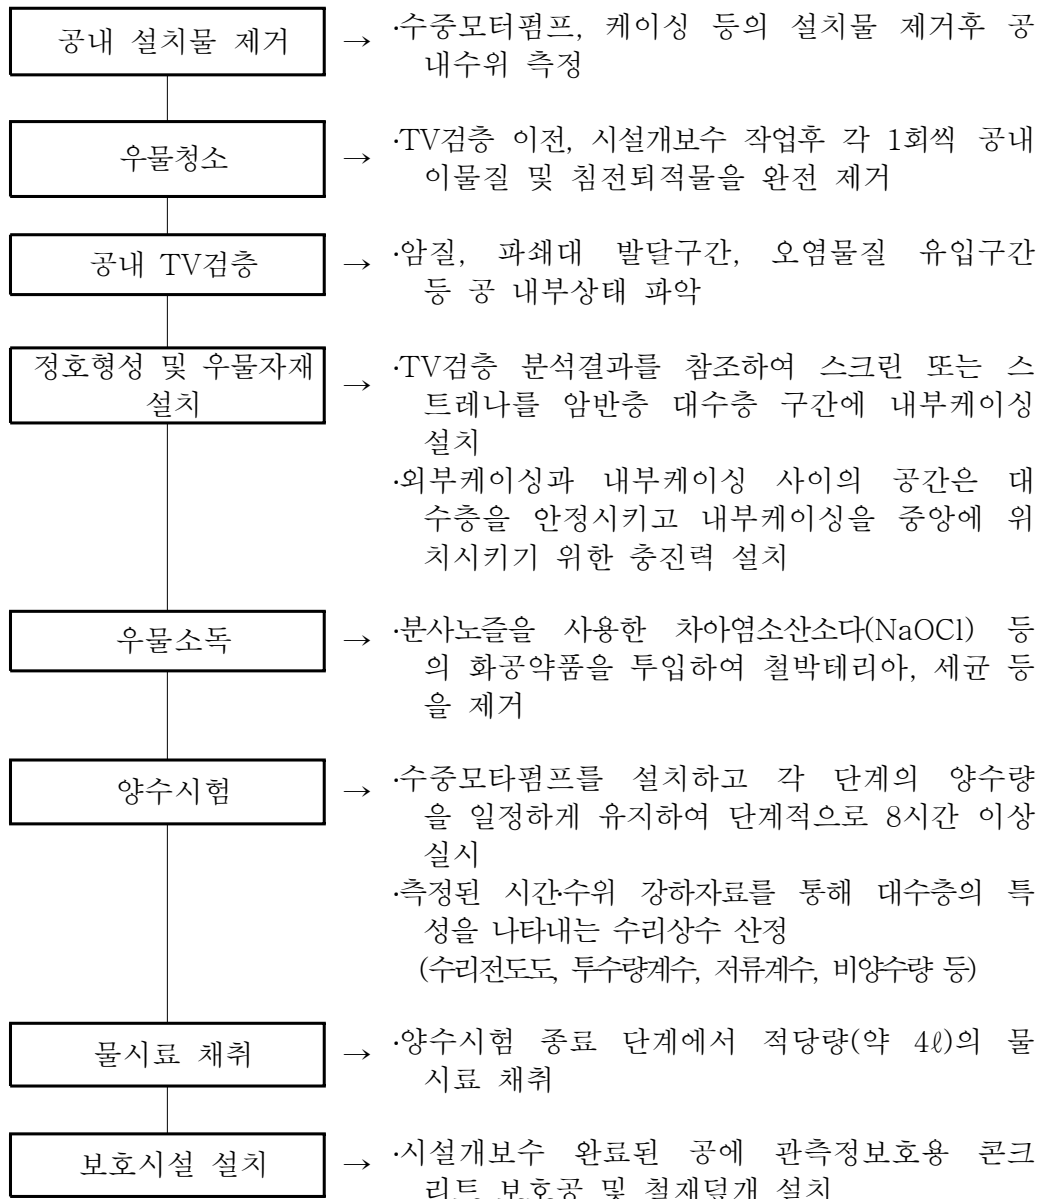 공내 설치물 제거 → ·수중모터펌프, 케이싱 등의 설치물 제거후 공
내수위 측정
우물청소 → ·TV검층 이전, 시설개보수 작업후 각 1회씩 공내
이물질 및 침전퇴적물을 완전 제거
공내 TV검층 → ·암질, 파쇄대 발달구간, 오염물질 유입구간
등 공 내부상태 파악
정호형성 및 우물자재
설치
→ ·TV검층 분석결과를 참조하여 스크린 또는 스
트레나를 암반층 대수층 구간에 내부케이싱
설치
·외부케이싱과 내부케이싱 사이의 공간은 대
수층을 안정시키고 내부케이싱을 중앙에 위
치시키기 위한 충진력 설치
우물소독 → ·분사노즐을 사용한 차아염소산소다(NaOCl) 등
의 화공약품을 투입하여 철박테리아, 세균 등
을 제거
양수시험 → ·수중모타펌프를 설치하고 각 단계의 양수량
을 일정하게 유지하여 단계적으로 8시간 이상
실시
·측정된 시간·수위 강하자료를 통해 대수층의 특
성을 나타내는 수리상수 산정
(수리전도도, 투수량계수, 저류계수, 비양수량 등)
물시료 채취 → ·양수시험 종료 단계에서 적당량(약 4ℓ)의 물
시료 채취
보호시설 설치 → ·시설개보수 완료된 공에 관측정보호용 콘크
리트 보호공 및 철재덮개 설치